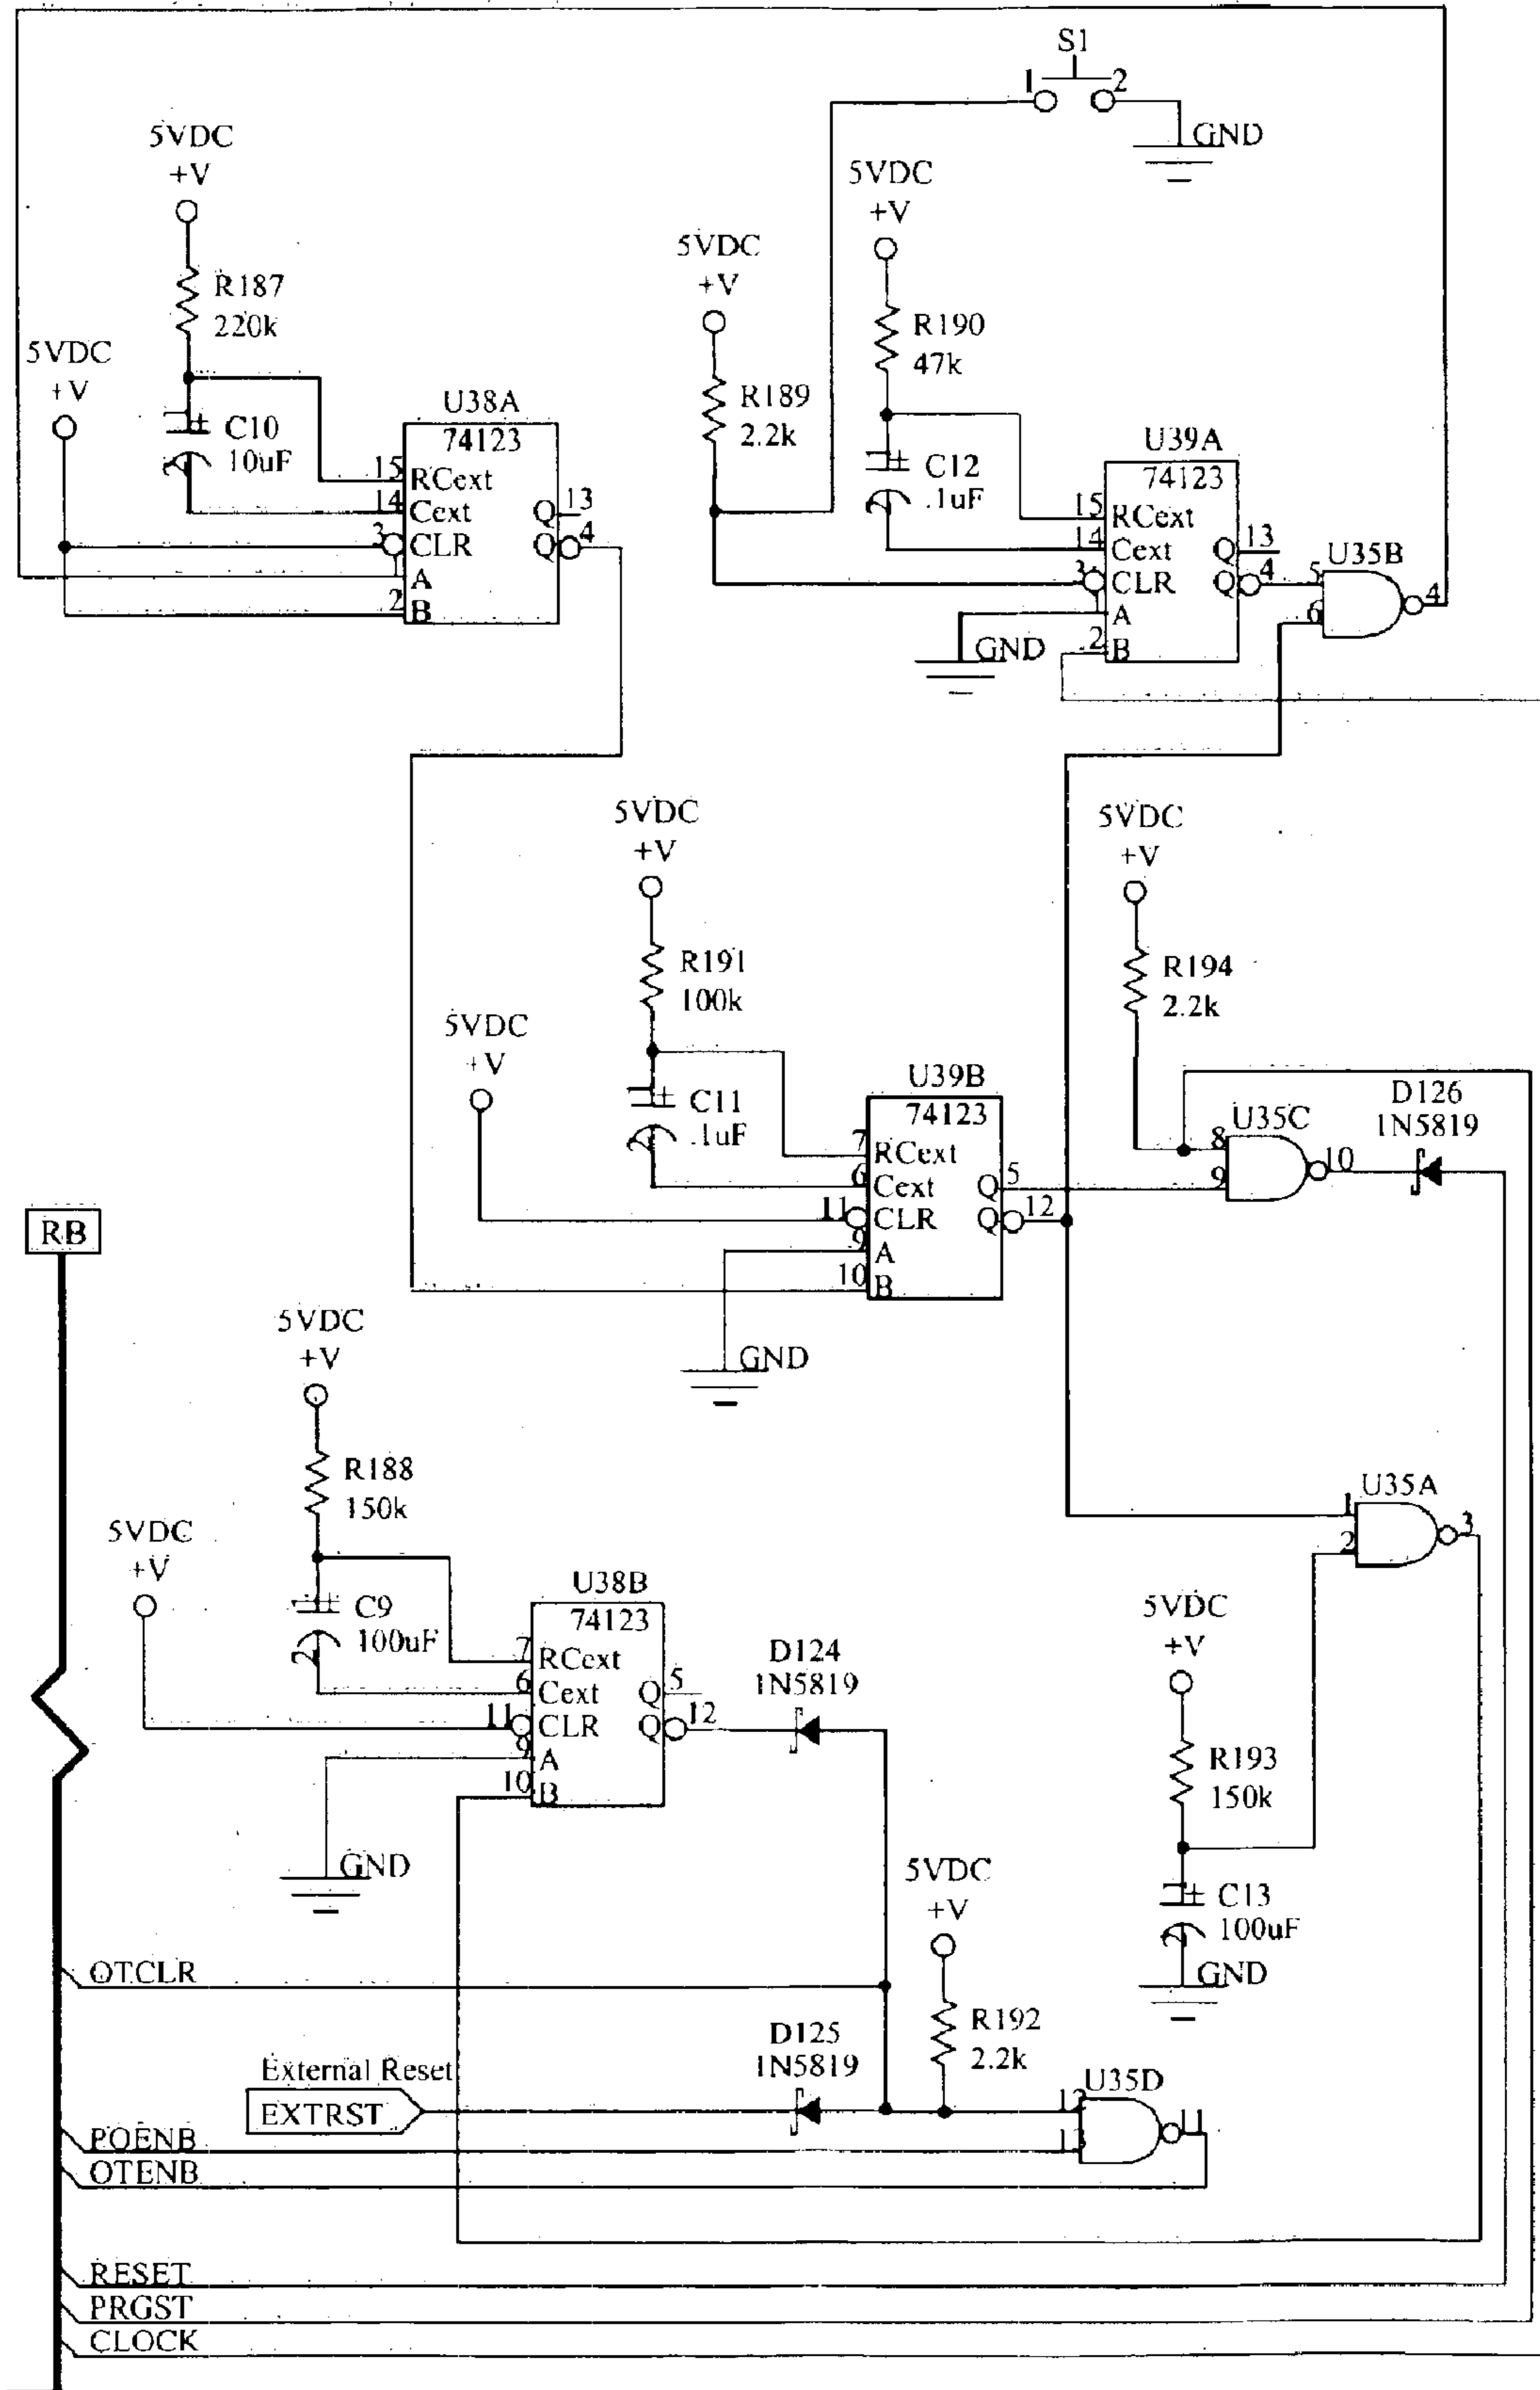 S1
1 2
GND
5VDC
+V
R187
220k
5VDC
+V
C10
10uF
2
U38A
74123
15 RCext
14 Cext
3 CLR
1 A
2 B
Q 13
Q 4
5VDC
+V
R189
2.2k
5VDC
+V
R190
47k
C12
.1uF
2
U39A
74123
15 RCext
14 Cext
3 CLR
1 A
2 B
Q 13
Q 4
GND
U35B
5
6
4
5VDC
+V
R191
100k
5VDC
+V
C11
.1uF
2
U39B
74123
7 RCext
6 Cext
11 CLR
9 A
10 B
Q 5
Q 12
GND
5VDC
+V
R194
2.2k
U35C
8
9
10
D126
1N5819
RB
5VDC
+V
R188
150k
5VDC
+V
C9
100uF
2
U38B
74123
7 RCext
6 Cext
11 CLR
9 A
10 B
Q 5
Q 12
GND
D124
1N5819
U35A
1
2
3
5VDC
+V
R193
150k
C13
100uF
2
GND
5VDC
+V
R192
2.2k
OTCLR
D125
1N5819
External Reset
EXTRST
U35D
12
13
11
POENB
OTENB
RESET
PRGST
CLOCK